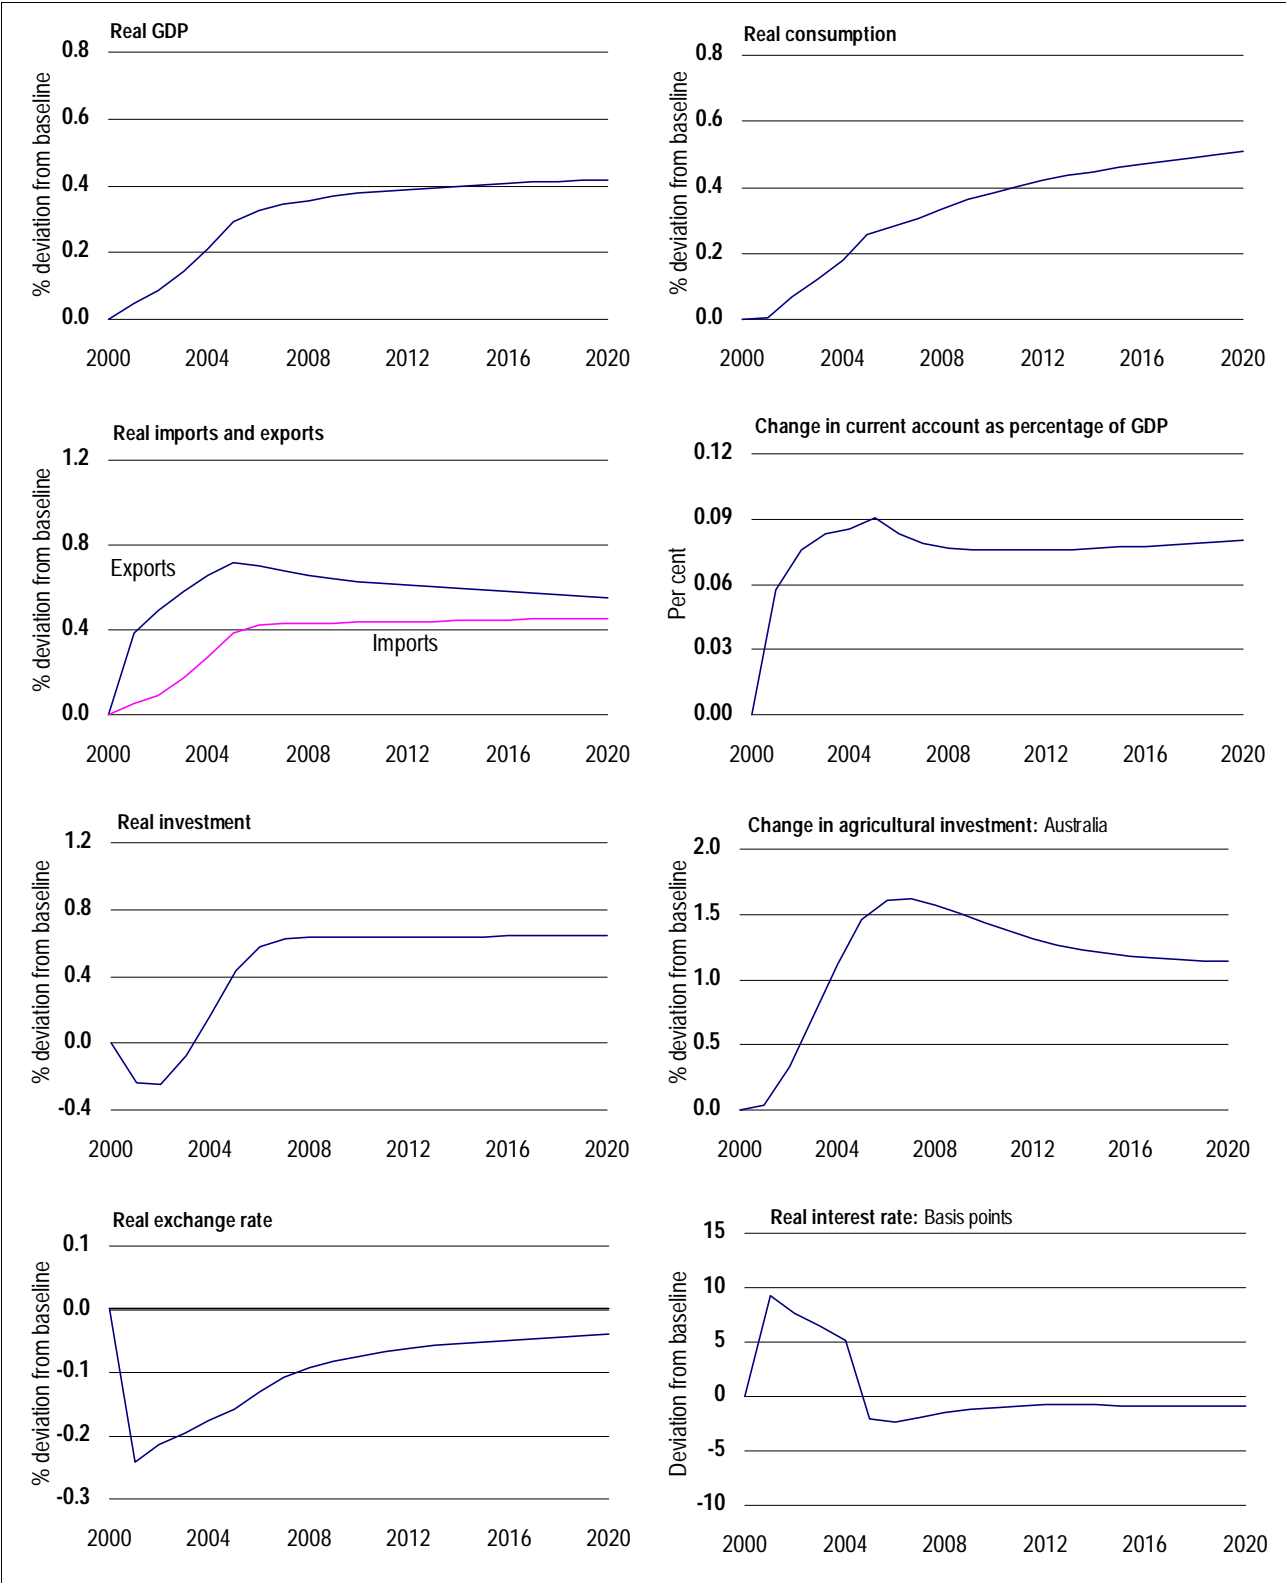 Real GDP
% deviation from baseline
0.8
0.6
0.4
0.2
0.0
2000 2004 2008 2012 2016 2020
Real consumption
% deviation from baseline
0.8
0.6
0.4
0.2
0.0
2000 2004 2008 2012 2016 2020
Real imports and exports
% deviation from baseline
1.2
0.8
0.4
0.0
Exports
Imports
2000 2004 2008 2012 2016 2020
Change in current account as percentage of GDP
Per cent
0.12
0.09
0.06
0.03
0.00
2000 2004 2008 2012 2016 2020
Real investment
% deviation from baseline
1.2
0.8
0.4
0.0
-0.4
2000 2004 2008 2012 2016 2020
Change in agricultural investment: Australia
% deviation from baseline
2.0
1.5
1.0
0.5
0.0
2000 2004 2008 2012 2016 2020
Real exchange rate
% deviation from baseline
0.1
0.0
-0.1
-0.2
-0.3
2000 2004 2008 2012 2016 2020
Real interest rate: Basis points
Deviation from baseline
15
10
5
0
-5
-10
2000 2004 2008 2012 2016 2020